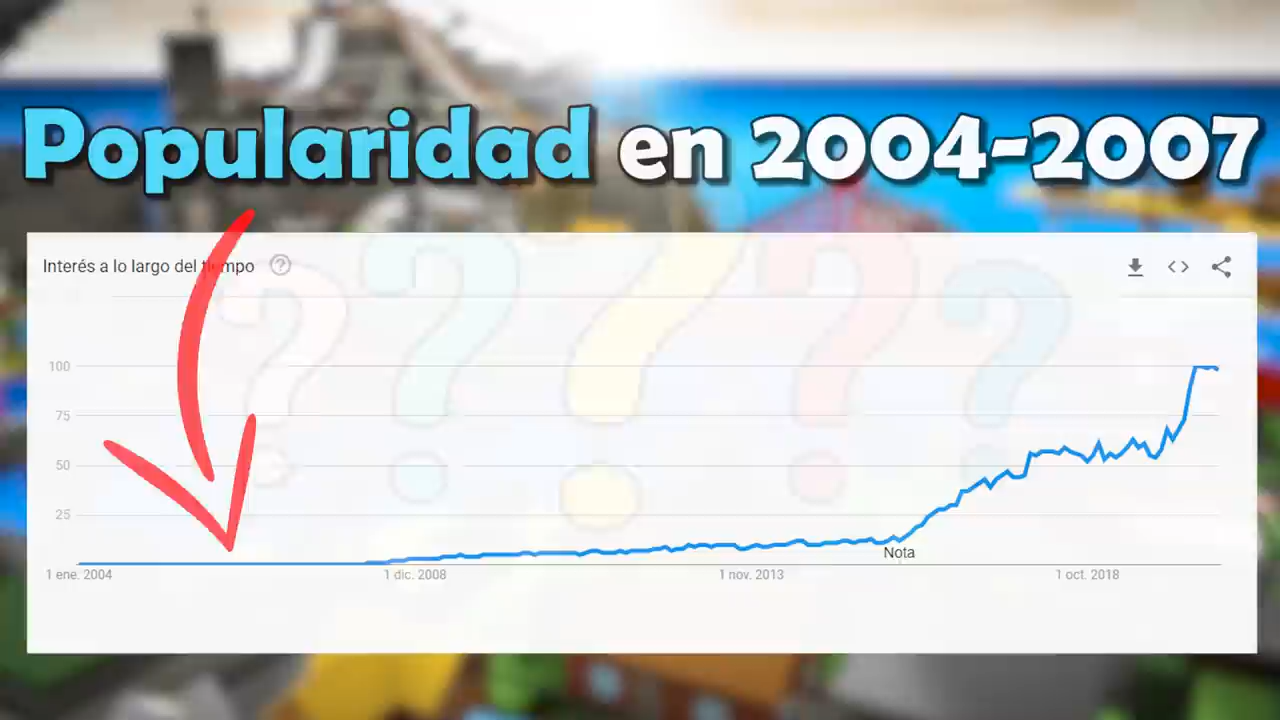 Popularidad en 2004-2007
Interés a lo largo del tiempo
100
75
50
25
Nota
1 ene. 2004 1 dic. 2008 1 nov. 2013 1 oct. 2018